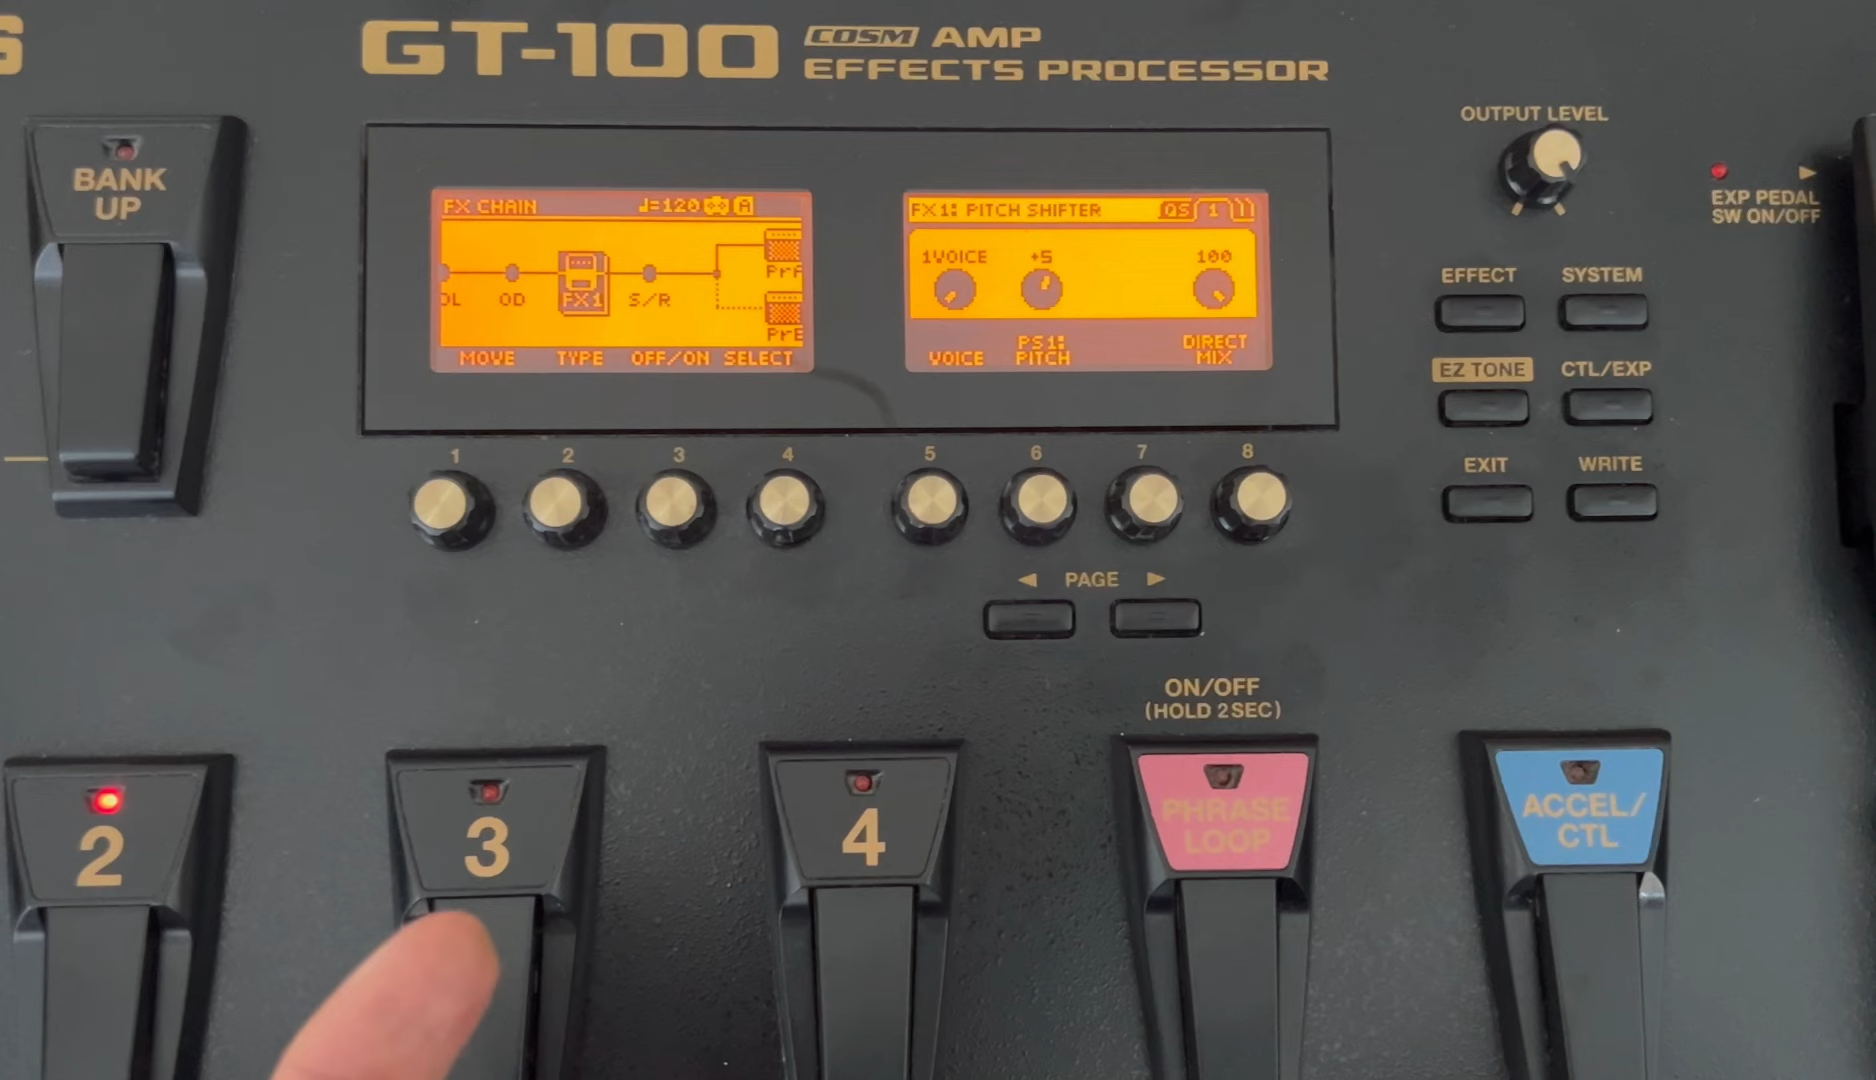 GT-100 COSM AMP
EFFECTS PROCESSOR
BANK
UP
FX CHAIN ♩=120 A
OD FX1 S/R
MOVE TYPE OFF/ON SELECT
FX1: PITCH SHIFTER QS 1
1VOICE +5 100
VOICE PS1: PITCH DIRECT MIX
OUTPUT LEVEL
EXP PEDAL
SW ON/OFF
EFFECT SYSTEM
EZ TONE CTL/EXP
EXIT WRITE
1 2 3 4 5 6 7 8
◀ PAGE ▶
ON/OFF
(HOLD 2SEC)
2
3
4
PHRASE
LOOP
ACCEL/
CTL